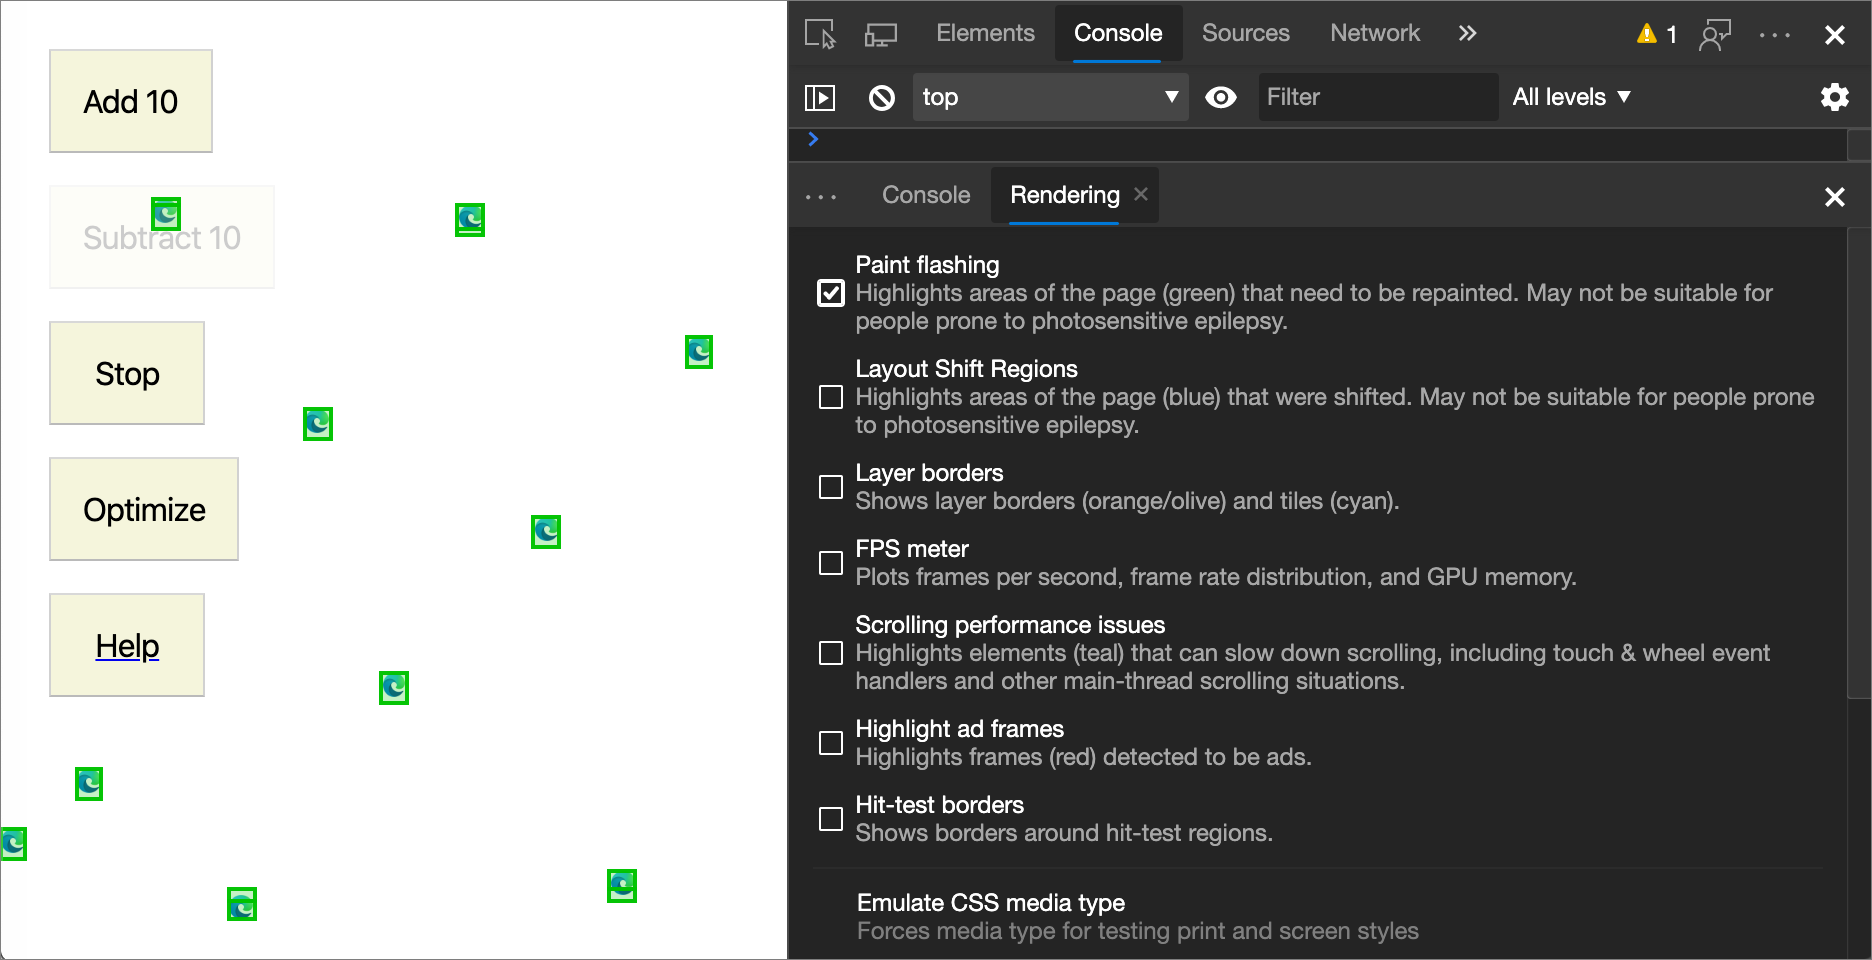 Add 10
Subtract 10
Stop
Optimize
Help
Elements
Console
Sources
Network
1
top
Filter
All levels
Console
Rendering
Paint flashing
Highlights areas of the page (green) that need to be repainted. May not be suitable for
people prone to photosensitive epilepsy.
Layout Shift Regions
Highlights areas of the page (blue) that were shifted. May not be suitable for people prone
to photosensitive epilepsy.
Layer borders
Shows layer borders (orange/olive) and tiles (cyan).
FPS meter
Plots frames per second, frame rate distribution, and GPU memory.
Scrolling performance issues
Highlights elements (teal) that can slow down scrolling, including touch & wheel event
handlers and other main-thread scrolling situations.
Highlight ad frames
Highlights frames (red) detected to be ads.
Hit-test borders
Shows borders around hit-test regions.
Emulate CSS media type
Forces media type for testing print and screen styles